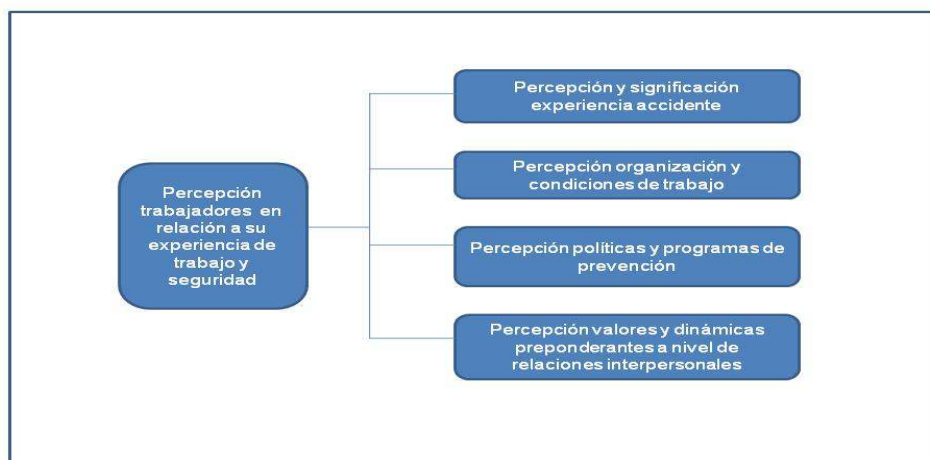 Percepción
trabajadores en
relación a su
experiencia de
trabajo y
seguridad
Percepción y significación
experiencia accidente
Percepción organización y
condiciones de trabajo
Percepción políticas y programas de
prevención
Percepción valores y dinámicas
preponderantes a nivel de
relaciones interpersonales